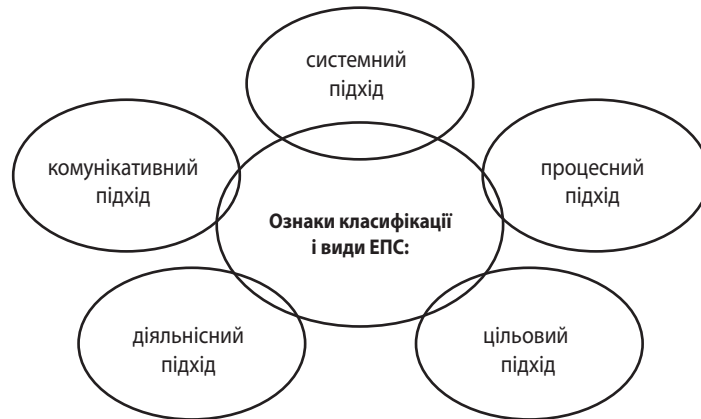 системний
підхід
комунікативний
підхід
процесний
підхід
Ознаки класифікації
і види ЕПС:
діяльнісний
підхід
цільовий
підхід